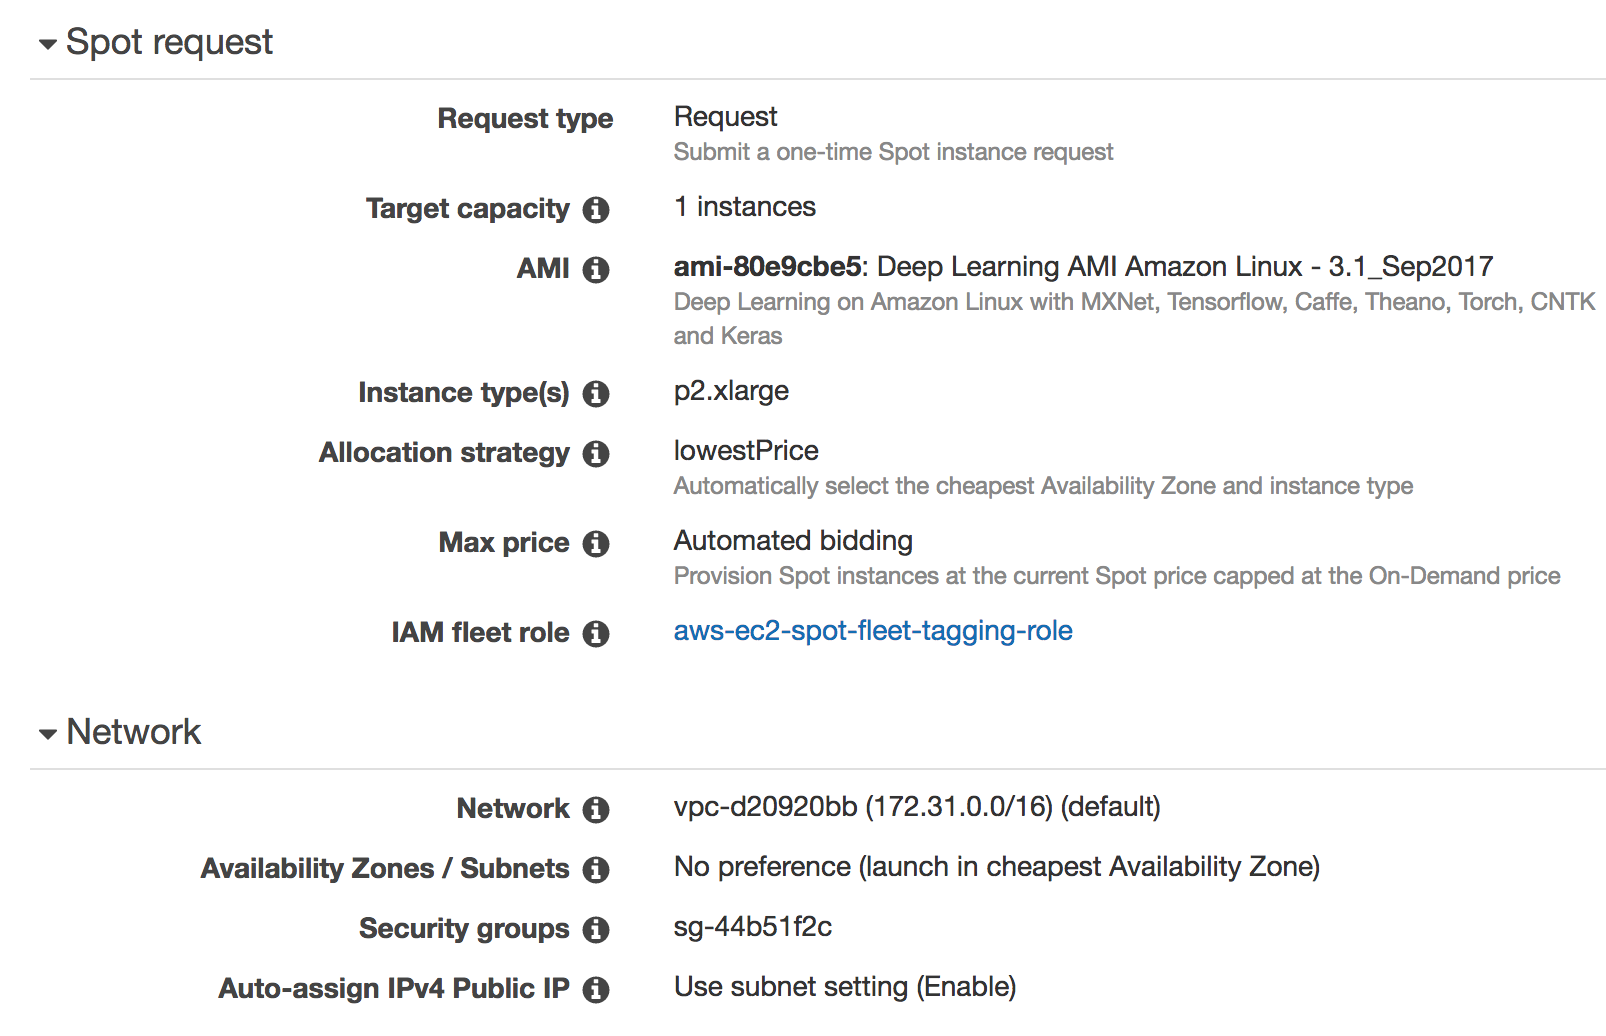 Spot request
Request type Request
Submit a one-time Spot instance request
Target capacity 1 instances
AMI ami-80e9cbe5: Deep Learning AMI Amazon Linux - 3.1_Sep2017
Deep Learning on Amazon Linux with MXNet, Tensorflow, Caffe, Theano, Torch, CNTK
and Keras
Instance type(s) p2.xlarge
Allocation strategy lowestPrice
Automatically select the cheapest Availability Zone and instance type
Max price Automated bidding
Provision Spot instances at the current Spot price capped at the On-Demand price
IAM fleet role aws-ec2-spot-fleet-tagging-role
Network
Network vpc-d20920bb (172.31.0.0/16) (default)
Availability Zones / Subnets No preference (launch in cheapest Availability Zone)
Security groups sg-44b51f2c
Auto-assign IPv4 Public IP Use subnet setting (Enable)